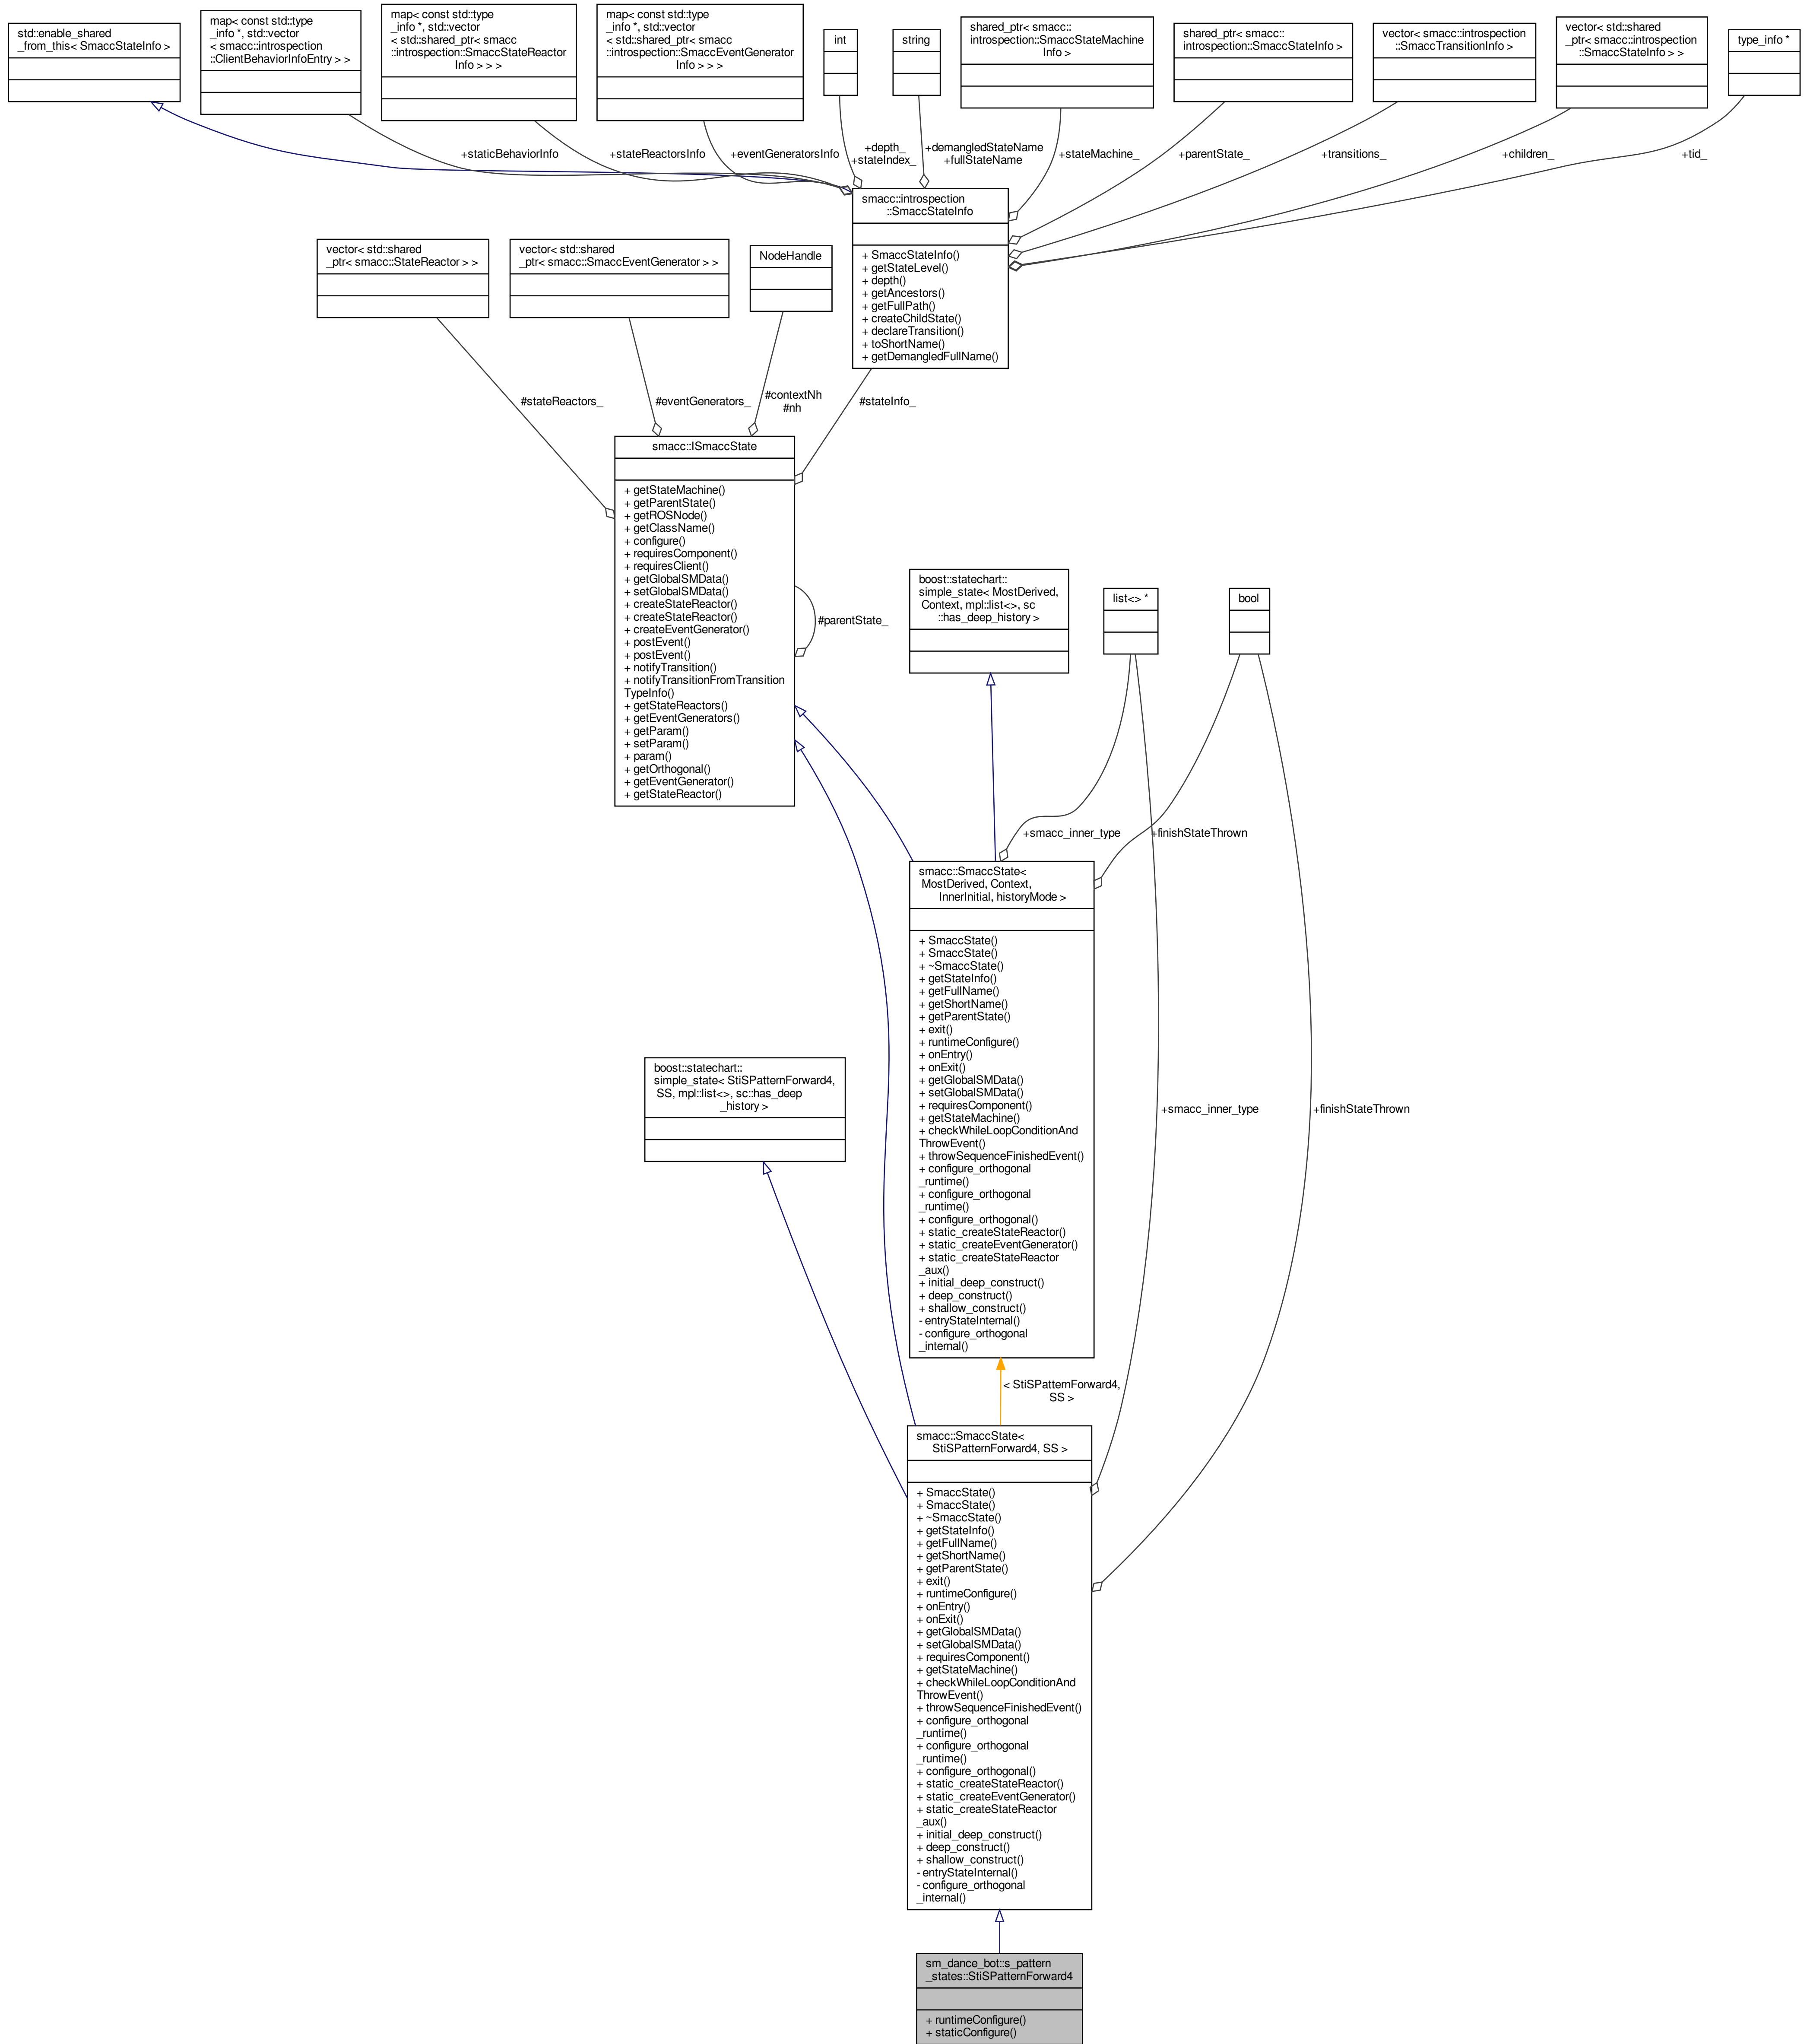 std::enable_shared
_from_this< SmaccStateInfo >
map< const std::type
_info *, std::vector
< smacc::introspection
::ClientBehaviorInfoEntry > >
map< const std::type
_info *, std::vector
< std::shared_ptr< smacc
::introspection::SmaccStateReactor
Info > > >
map< const std::type
_info *, std::vector
< std::shared_ptr< smacc
::introspection::SmaccEventGenerator
Info > > >
int
string
shared_ptr< smacc::
introspection::SmaccStateMachine
Info >
shared_ptr< smacc::
introspection::SmaccStateInfo >
vector< smacc::introspection
::SmaccTransitionInfo >
vector< std::shared
_ptr< smacc::introspection
::SmaccStateInfo > >
type_info *
+staticBehaviorInfo
+stateReactorsInfo
+eventGeneratorsInfo
+depth_
+stateIndex_
+demangledStateName
+fullStateName
+stateMachine_
+parentState_
+transitions_
+children_
+tid_
smacc::introspection
::SmaccStateInfo
+ SmaccStateInfo()
+ getStateLevel()
+ depth()
+ getAncestors()
+ getFullPath()
+ createChildState()
+ declareTransition()
+ toShortName()
+ getDemangledFullName()
vector< std::shared
_ptr< smacc::StateReactor > >
vector< std::shared
_ptr< smacc::SmaccEventGenerator > >
NodeHandle
#stateReactors_
#eventGenerators_
#contextNh
#nh
#stateInfo_
smacc::ISmaccState
+ getStateMachine()
+ getParentState()
+ getROSNode()
+ getClassName()
+ configure()
+ requiresComponent()
+ requiresClient()
+ getGlobalSMData()
+ setGlobalSMData()
+ createStateReactor()
+ createStateReactor()
+ createEventGenerator()
+ postEvent()
+ postEvent()
+ notifyTransition()
+ notifyTransitionFromTransition
TypeInfo()
+ getStateReactors()
+ getEventGenerators()
+ getParam()
+ setParam()
+ param()
+ getOrthogonal()
+ getEventGenerator()
+ getStateReactor()
#parentState_
boost::statechart::
simple_state< MostDerived,
Context, mpl::list<>, sc
::has_deep_history >
list<> *
bool
+smacc_inner_type
+finishStateThrown
smacc::SmaccState<
MostDerived, Context,
InnerInitial, historyMode >
+ SmaccState()
+ SmaccState()
+ ~SmaccState()
+ getStateInfo()
+ getFullName()
+ getShortName()
+ getParentState()
+ exit()
+ runtimeConfigure()
+ onEntry()
+ onExit()
+ getGlobalSMData()
+ setGlobalSMData()
+ requiresComponent()
+ getStateMachine()
+ checkWhileLoopConditionAnd
ThrowEvent()
+ throwSequenceFinishedEvent()
+ configure_orthogonal
_runtime()
+ configure_orthogonal
_runtime()
+ configure_orthogonal()
+ static_createStateReactor()
+ static_createEventGenerator()
+ static_createStateReactor
_aux()
+ initial_deep_construct()
+ deep_construct()
+ shallow_construct()
- entryStateInternal()
- configure_orthogonal
_internal()
boost::statechart::
simple_state< StiSPatternForward4,
SS, mpl::list<>, sc::has_deep
_history >
+smacc_inner_type
+finishStateThrown
< StiSPatternForward4,
SS >
smacc::SmaccState<
StiSPatternForward4, SS >
+ SmaccState()
+ SmaccState()
+ ~SmaccState()
+ getStateInfo()
+ getFullName()
+ getShortName()
+ getParentState()
+ exit()
+ runtimeConfigure()
+ onEntry()
+ onExit()
+ getGlobalSMData()
+ setGlobalSMData()
+ requiresComponent()
+ getStateMachine()
+ checkWhileLoopConditionAnd
ThrowEvent()
+ throwSequenceFinishedEvent()
+ configure_orthogonal
_runtime()
+ configure_orthogonal
_runtime()
+ configure_orthogonal()
+ static_createStateReactor()
+ static_createEventGenerator()
+ static_createStateReactor
_aux()
+ initial_deep_construct()
+ deep_construct()
+ shallow_construct()
- entryStateInternal()
- configure_orthogonal
_internal()
sm_dance_bot::s_pattern
_states::StiSPatternForward4
+ runtimeConfigure()
+ staticConfigure()